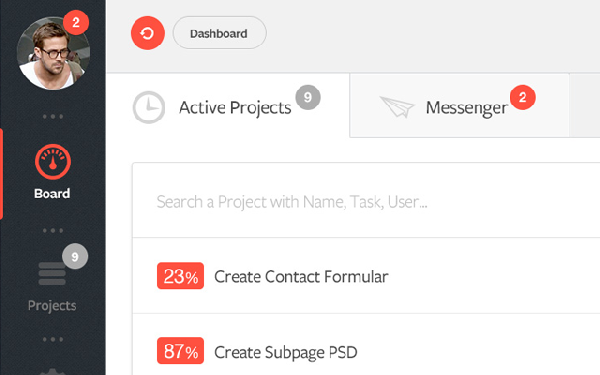 2
Dashboard
Active Projects 9
Messenger 2
Board
Search a Project with Name, Task, User...
9
Projects
23% Create Contact Formular
87% Create Subpage PSD